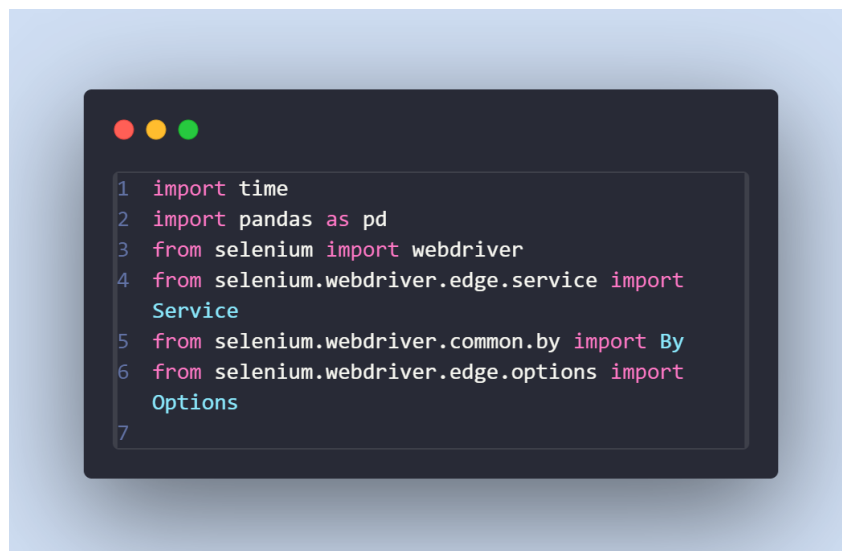 1 import time
2 import pandas as pd
3 from selenium import webdriver
4 from selenium.webdriver.edge.service import
Service
5 from selenium.webdriver.common.by import By
6 from selenium.webdriver.edge.options import
Options
7